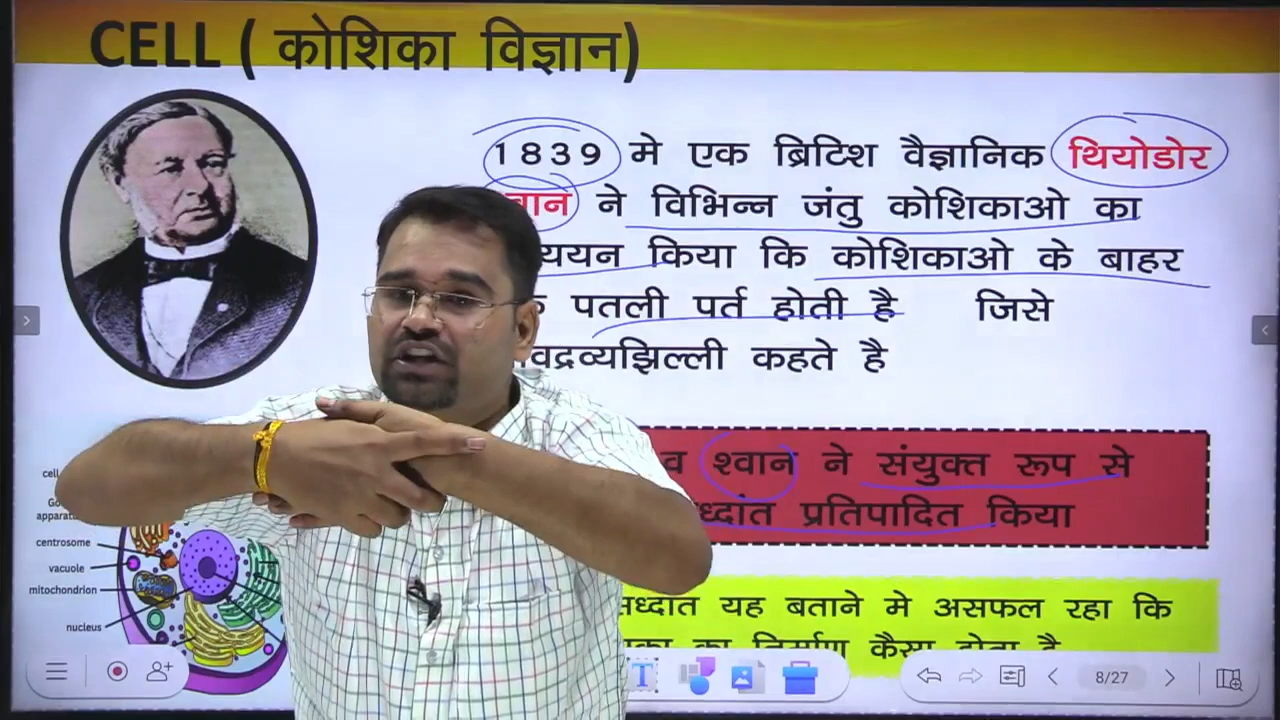 CELL ( कोशिका विज्ञान)
1839 मे एक ब्रिटिश वैज्ञानिक थियोडोर
ने विभिन्न जंतु कोशिकाओ का
किया कि कोशिकाओ के बाहर
पतली पर्त होती है जिसे
कहते है
व श्वान ने संयुक्त रूप से
प्रतिपादित किया
यह बताने मे असफल रहा कि
निर्माण कैसा होता है
cell
centrosome
vacuole
mitochondrion
nucleus
T
8/27